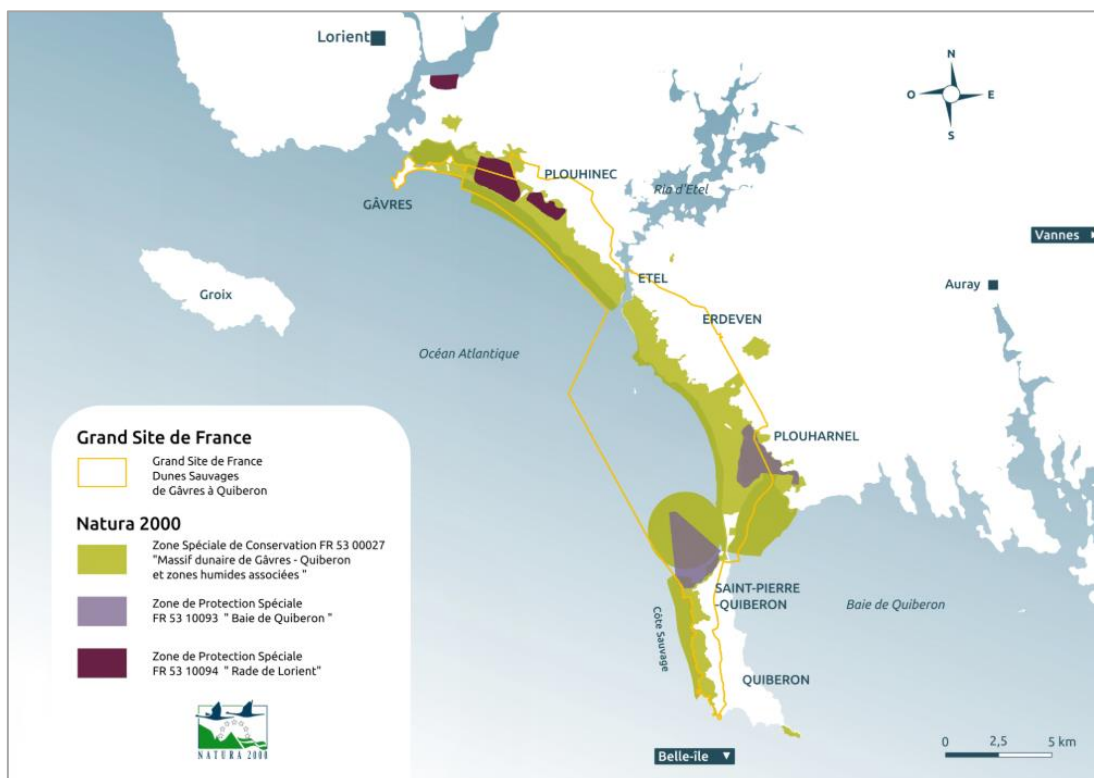 Lorient
N
O
E
S
PLOUHINEC
Ria d'Etel
GÂVRES
Vannes
ETEL
Auray
Groix
ERDEVEN
Océan Atlantique
PLOUHARNEL
SAINT-PIERRE
-QUIBERON
Baie de Quiberon
Côte Sauvage
QUIBERON
Belle-île
0 2,5 5 km
Grand Site de France
Grand Site de France
Dunes Sauvages
de Gâvres à Quiberon
Natura 2000
Zone Spéciale de Conservation FR 53 00027
"Massif dunaire de Gâvres - Quiberon
et zones humides associées "
Zone de Protection Spéciale
FR 53 10093 " Baie de Quiberon "
Zone de Protection Spéciale
FR 53 10094 " Rade de Lorient"
NATURA 2000